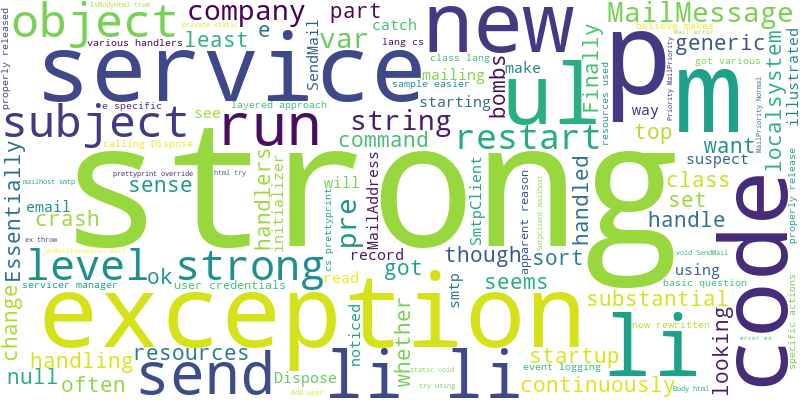 properly released
IsBodyHtml true
private static
company
part
catch
new
MailMessage
believe makes
Mail error
object
various handlers
least
e
var
lang cs
class lang
p
generic
got various
service
SendMail
mailing
sample easier
make
bombs
Finally
m
Priority MailPriority
MailPriority Normal
illustrated
subject
e specific
layered approach
starting
ul
resources used
localsystem
see
run
string
command
restart
way
top
want
calling Dispose
strong
handlers
initializer
prettyprint override
html try
mailhost smtp
sense
will
pre
MailAddress
SmtpClient
apparent reason
SmtpClient mailhost
handled
suspect
class
set
code
properly release
Essentially
email
crash
ex throw
MyMailException Mail
cs prettyprint
record
though
sort
handle
void SendMail
using
basic question
level
strong
got
seems
servicer manager
ok
user credentials
read
smtp
substantial
now rewritten
looking
specific actions
change
exception
noticed
whether
li
error ex
handling
resources
startup
event logging
null
often
send
Dispose
Add user
li li
static void
try using
continuously
Body html